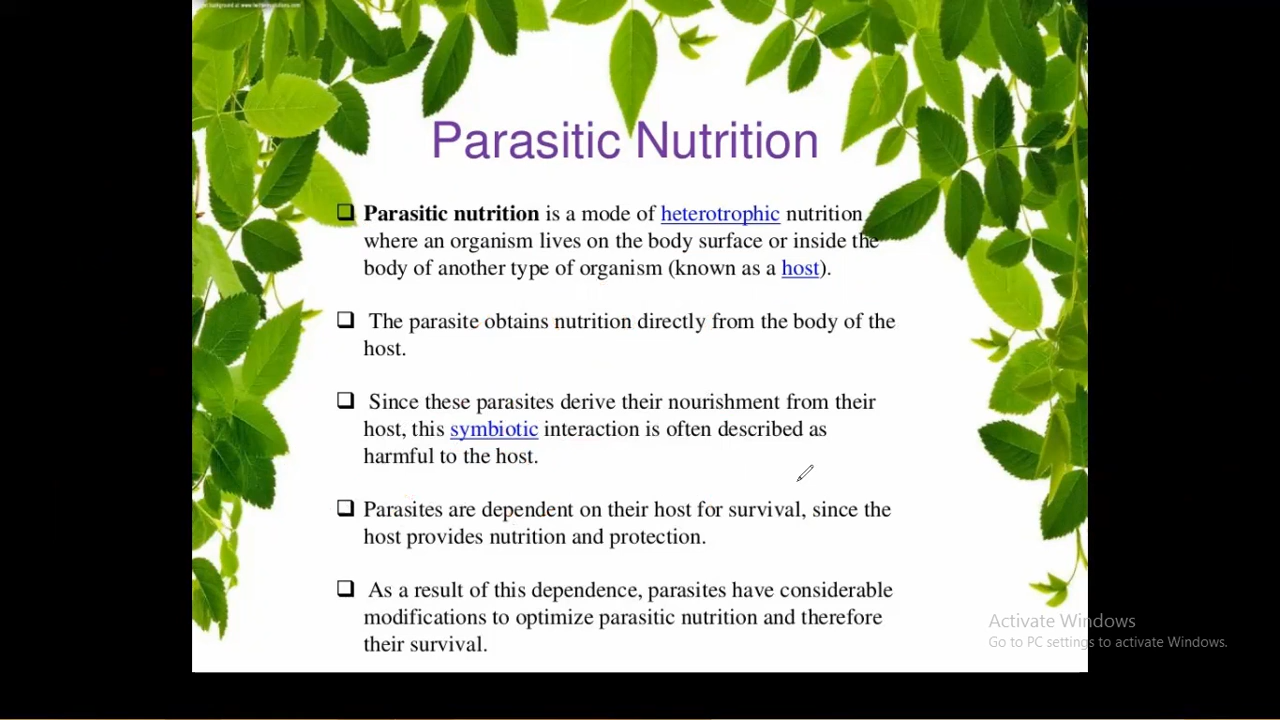 Parasitic Nutrition
❑ Parasitic nutrition is a mode of heterotrophic nutrition
where an organism lives on the body surface or inside the
body of another type of organism (known as a host).
❑ The parasite obtains nutrition directly from the body of the
host.
❑ Since these parasites derive their nourishment from their
host, this symbiotic interaction is often described as
harmful to the host.
❑ Parasites are dependent on their host for survival, since the
host provides nutrition and protection.
❑ As a result of this dependence, parasites have considerable
modifications to optimize parasitic nutrition and therefore
their survival.
Activate Windows
Go to PC settings to activate Windows.